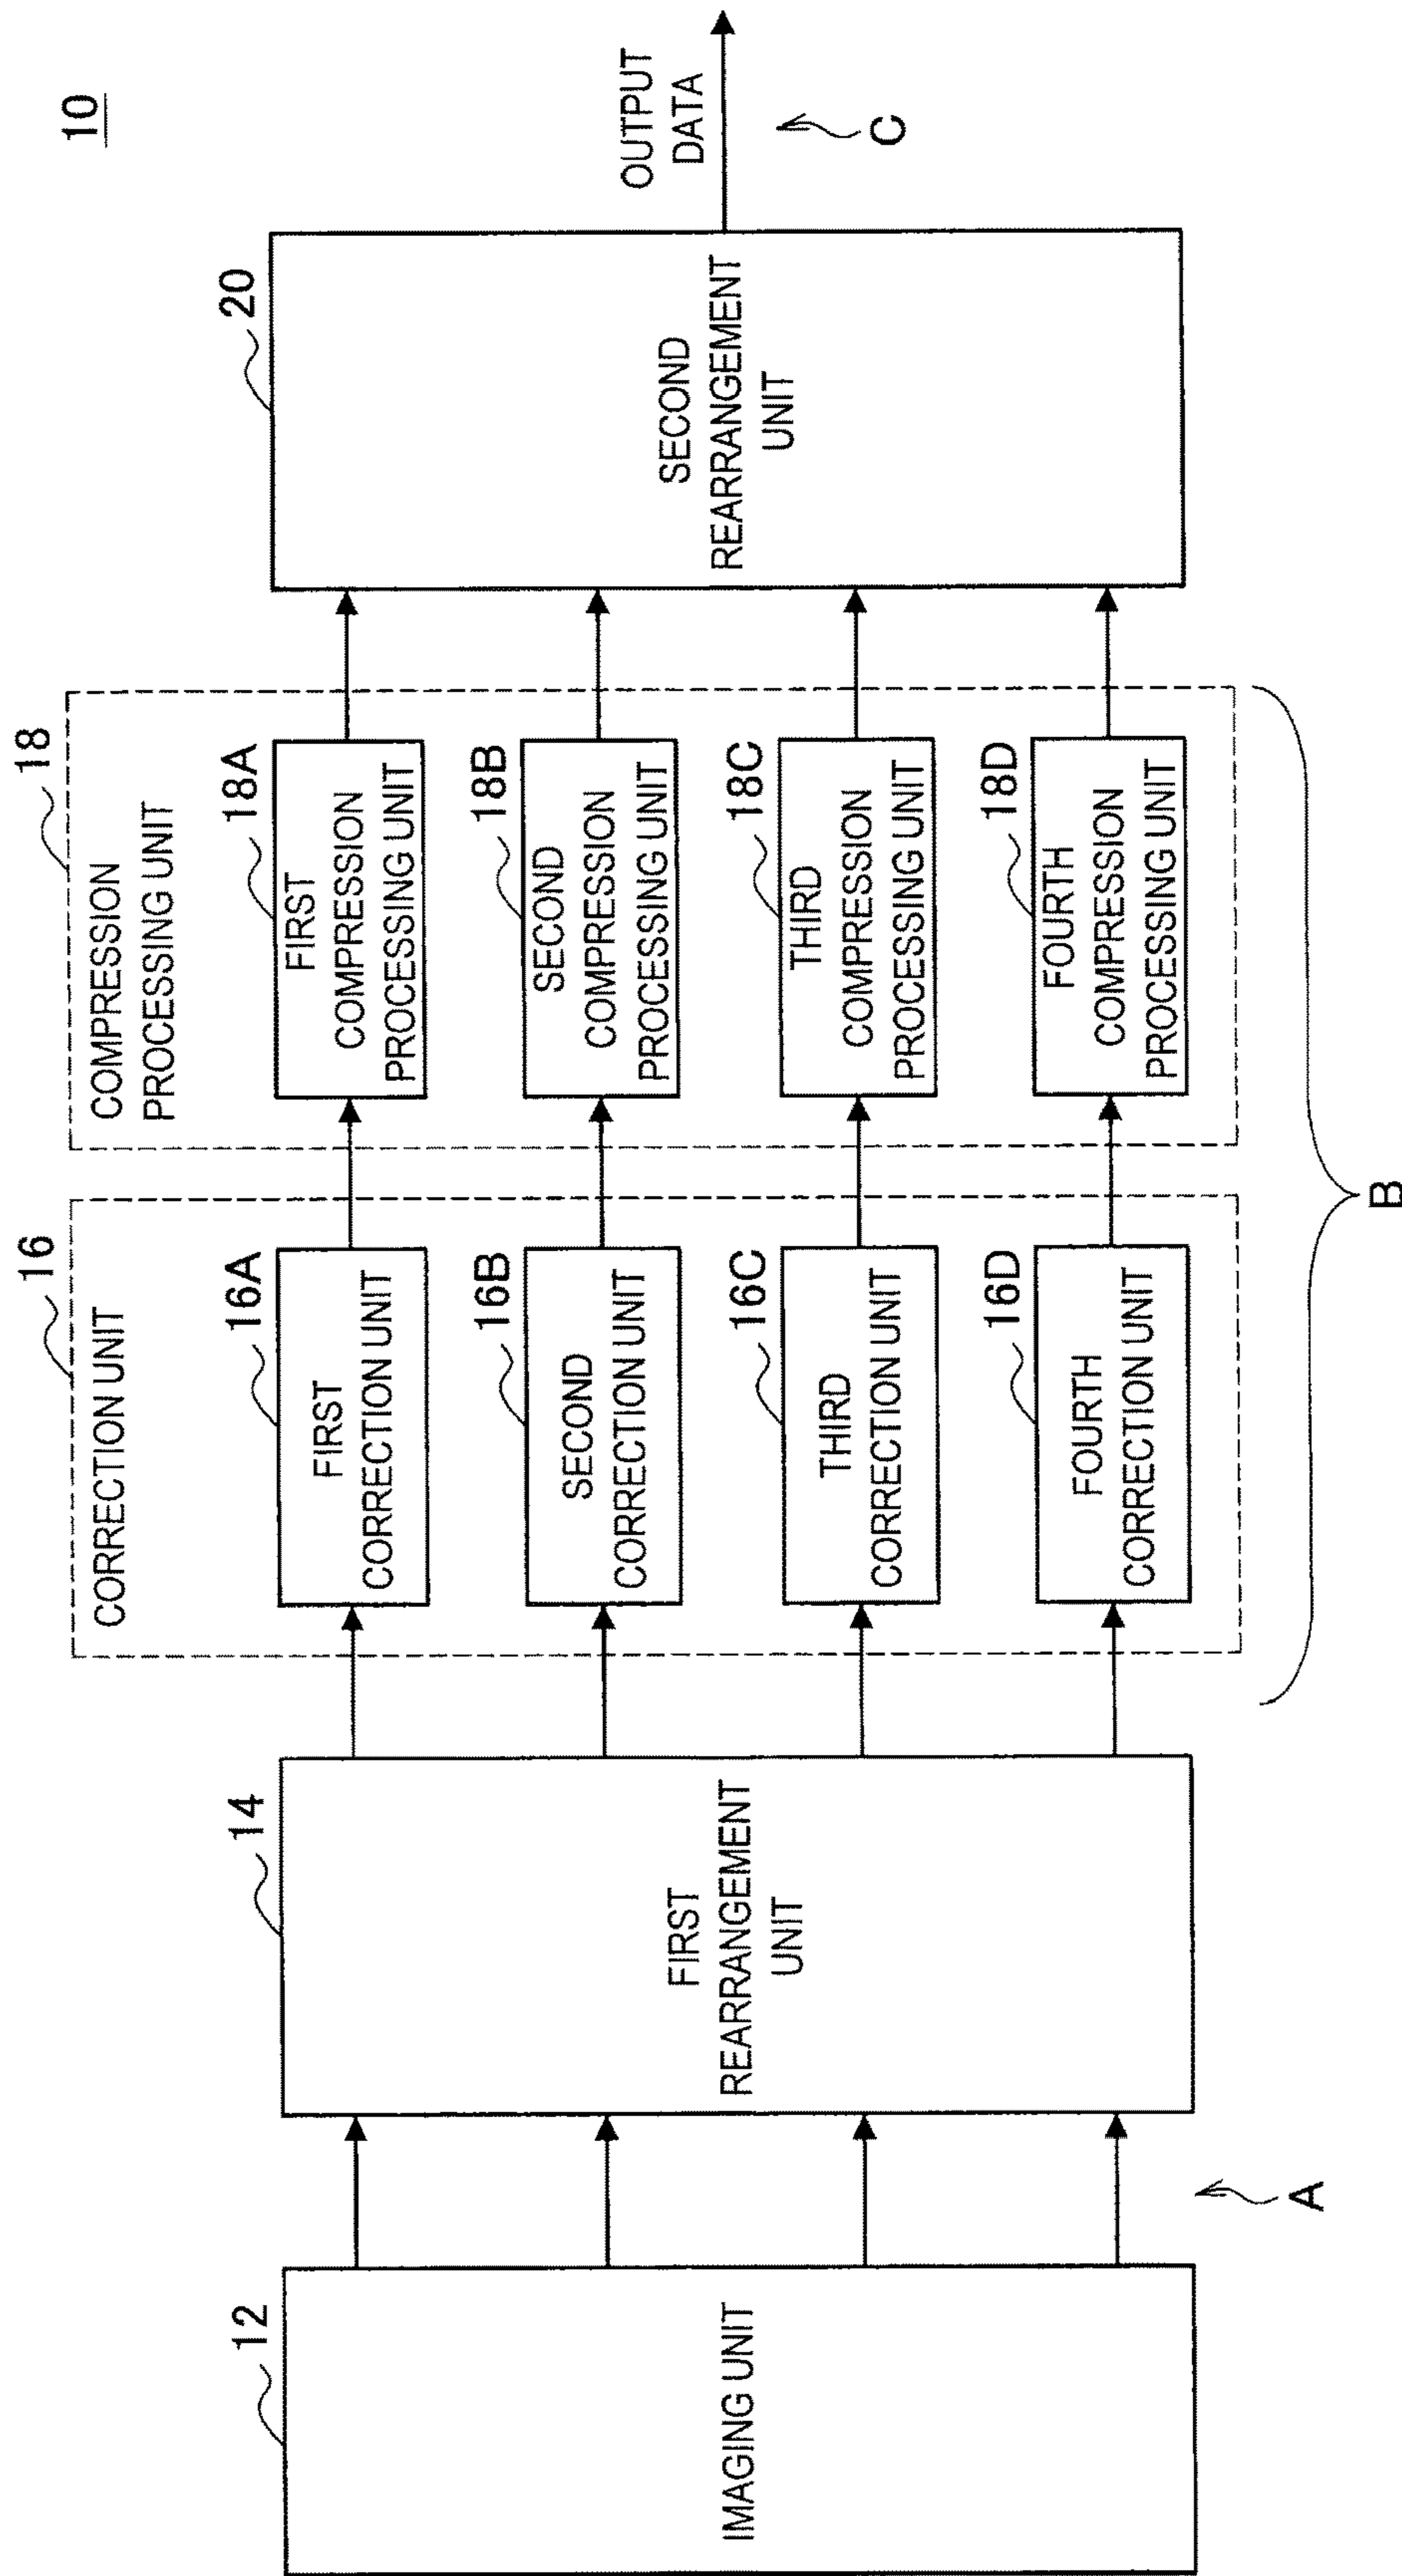 10
12
IMAGING UNIT
A
14
FIRST
REARRANGEMENT
UNIT
16
CORRECTION UNIT
16A
FIRST
CORRECTION UNIT
16B
SECOND
CORRECTION UNIT
16C
THIRD
CORRECTION UNIT
16D
FOURTH
CORRECTION UNIT
B
18
COMPRESSION
PROCESSING UNIT
18A
FIRST
COMPRESSION
PROCESSING UNIT
18B
SECOND
COMPRESSION
PROCESSING UNIT
18C
THIRD
COMPRESSION
PROCESSING UNIT
18D
FOURTH
COMPRESSION
PROCESSING UNIT
20
SECOND
REARRANGEMENT
UNIT
OUTPUT
DATA
C